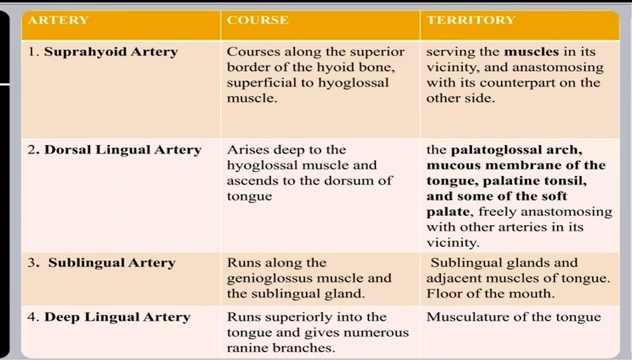 ARTERY COURSE TERRITORY
1. Suprahyoid Artery
Courses along the superior
border of the hyoid bone,
superficial to hyoglossal
muscle.
serving the muscles in its
vicinity, and anastomosing
with its counterpart on the
other side.
2. Dorsal Lingual Artery
Arises deep to the
hyoglossal muscle and
ascends to the dorsum of
tongue
the palatoglossal arch,
mucous membrane of the
tongue, palatine tonsil,
and some of the soft
palate, freely anastomosing
with other arteries in its
vicinity.
3. Sublingual Artery
Runs along the
genioglossus muscle and
the sublingual gland.
Sublingual glands and
adjacent muscles of tongue.
Floor of the mouth.
4. Deep Lingual Artery
Runs superiorly into the
tongue and gives numerous
ranine branches.
Musculature of the tongue